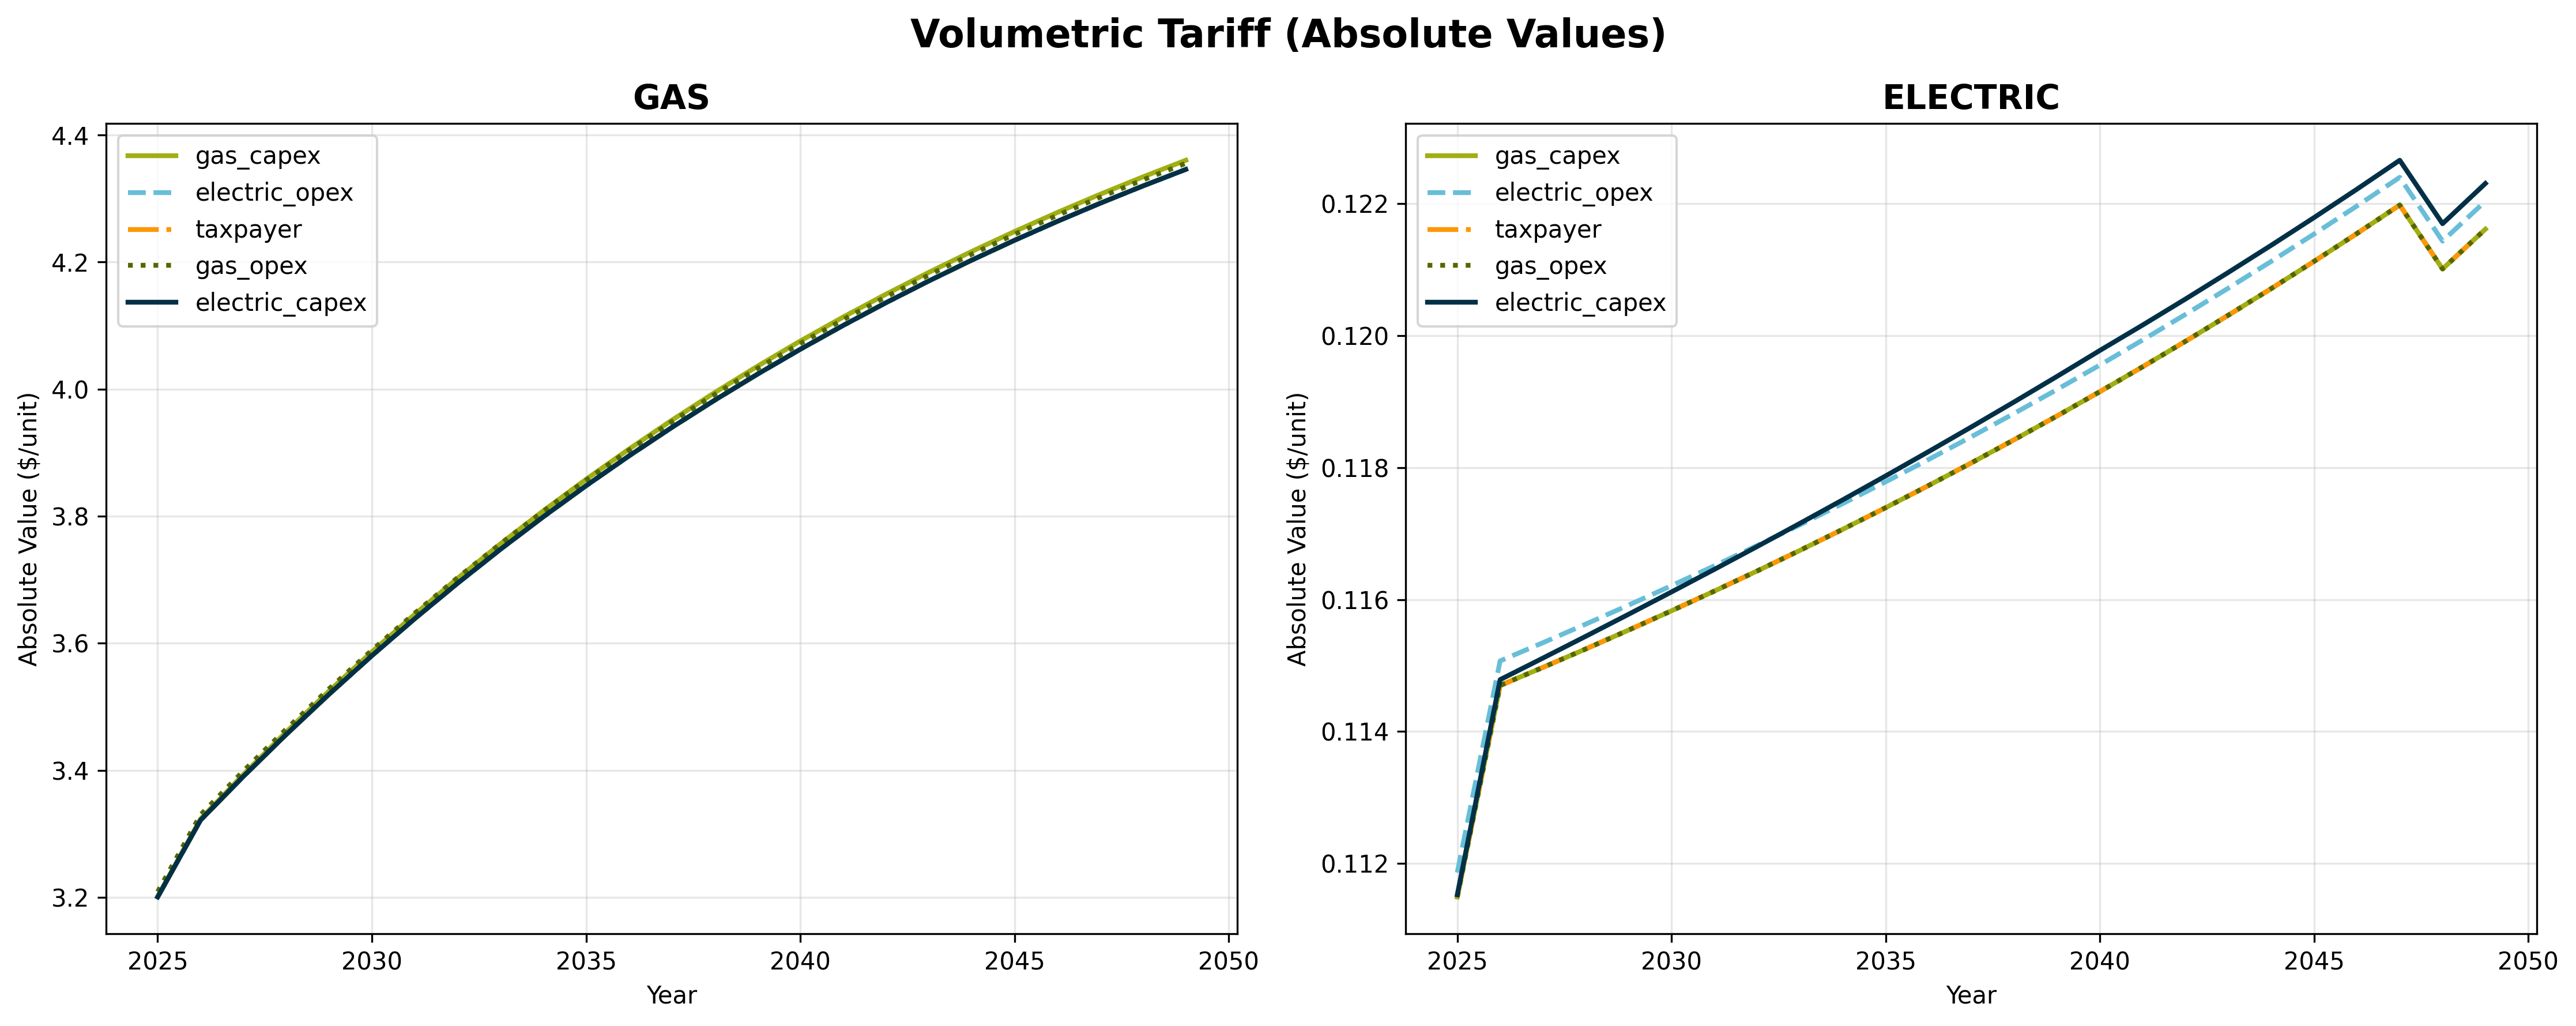 Volumetric Tariff (Absolute Values)
GAS
4.4
4.2
4.0
3.8
3.6
3.4
3.2
Absolute Value ($/unit)
gas_capex
electric_opex
taxpayer
gas_opex
electric_capex
2025 2030 2035 2040 2045 2050
Year
ELECTRIC
0.122
0.120
0.118
0.116
0.114
0.112
Absolute Value ($/unit)
gas_capex
electric_opex
taxpayer
gas_opex
electric_capex
2025 2030 2035 2040 2045 2050
Year